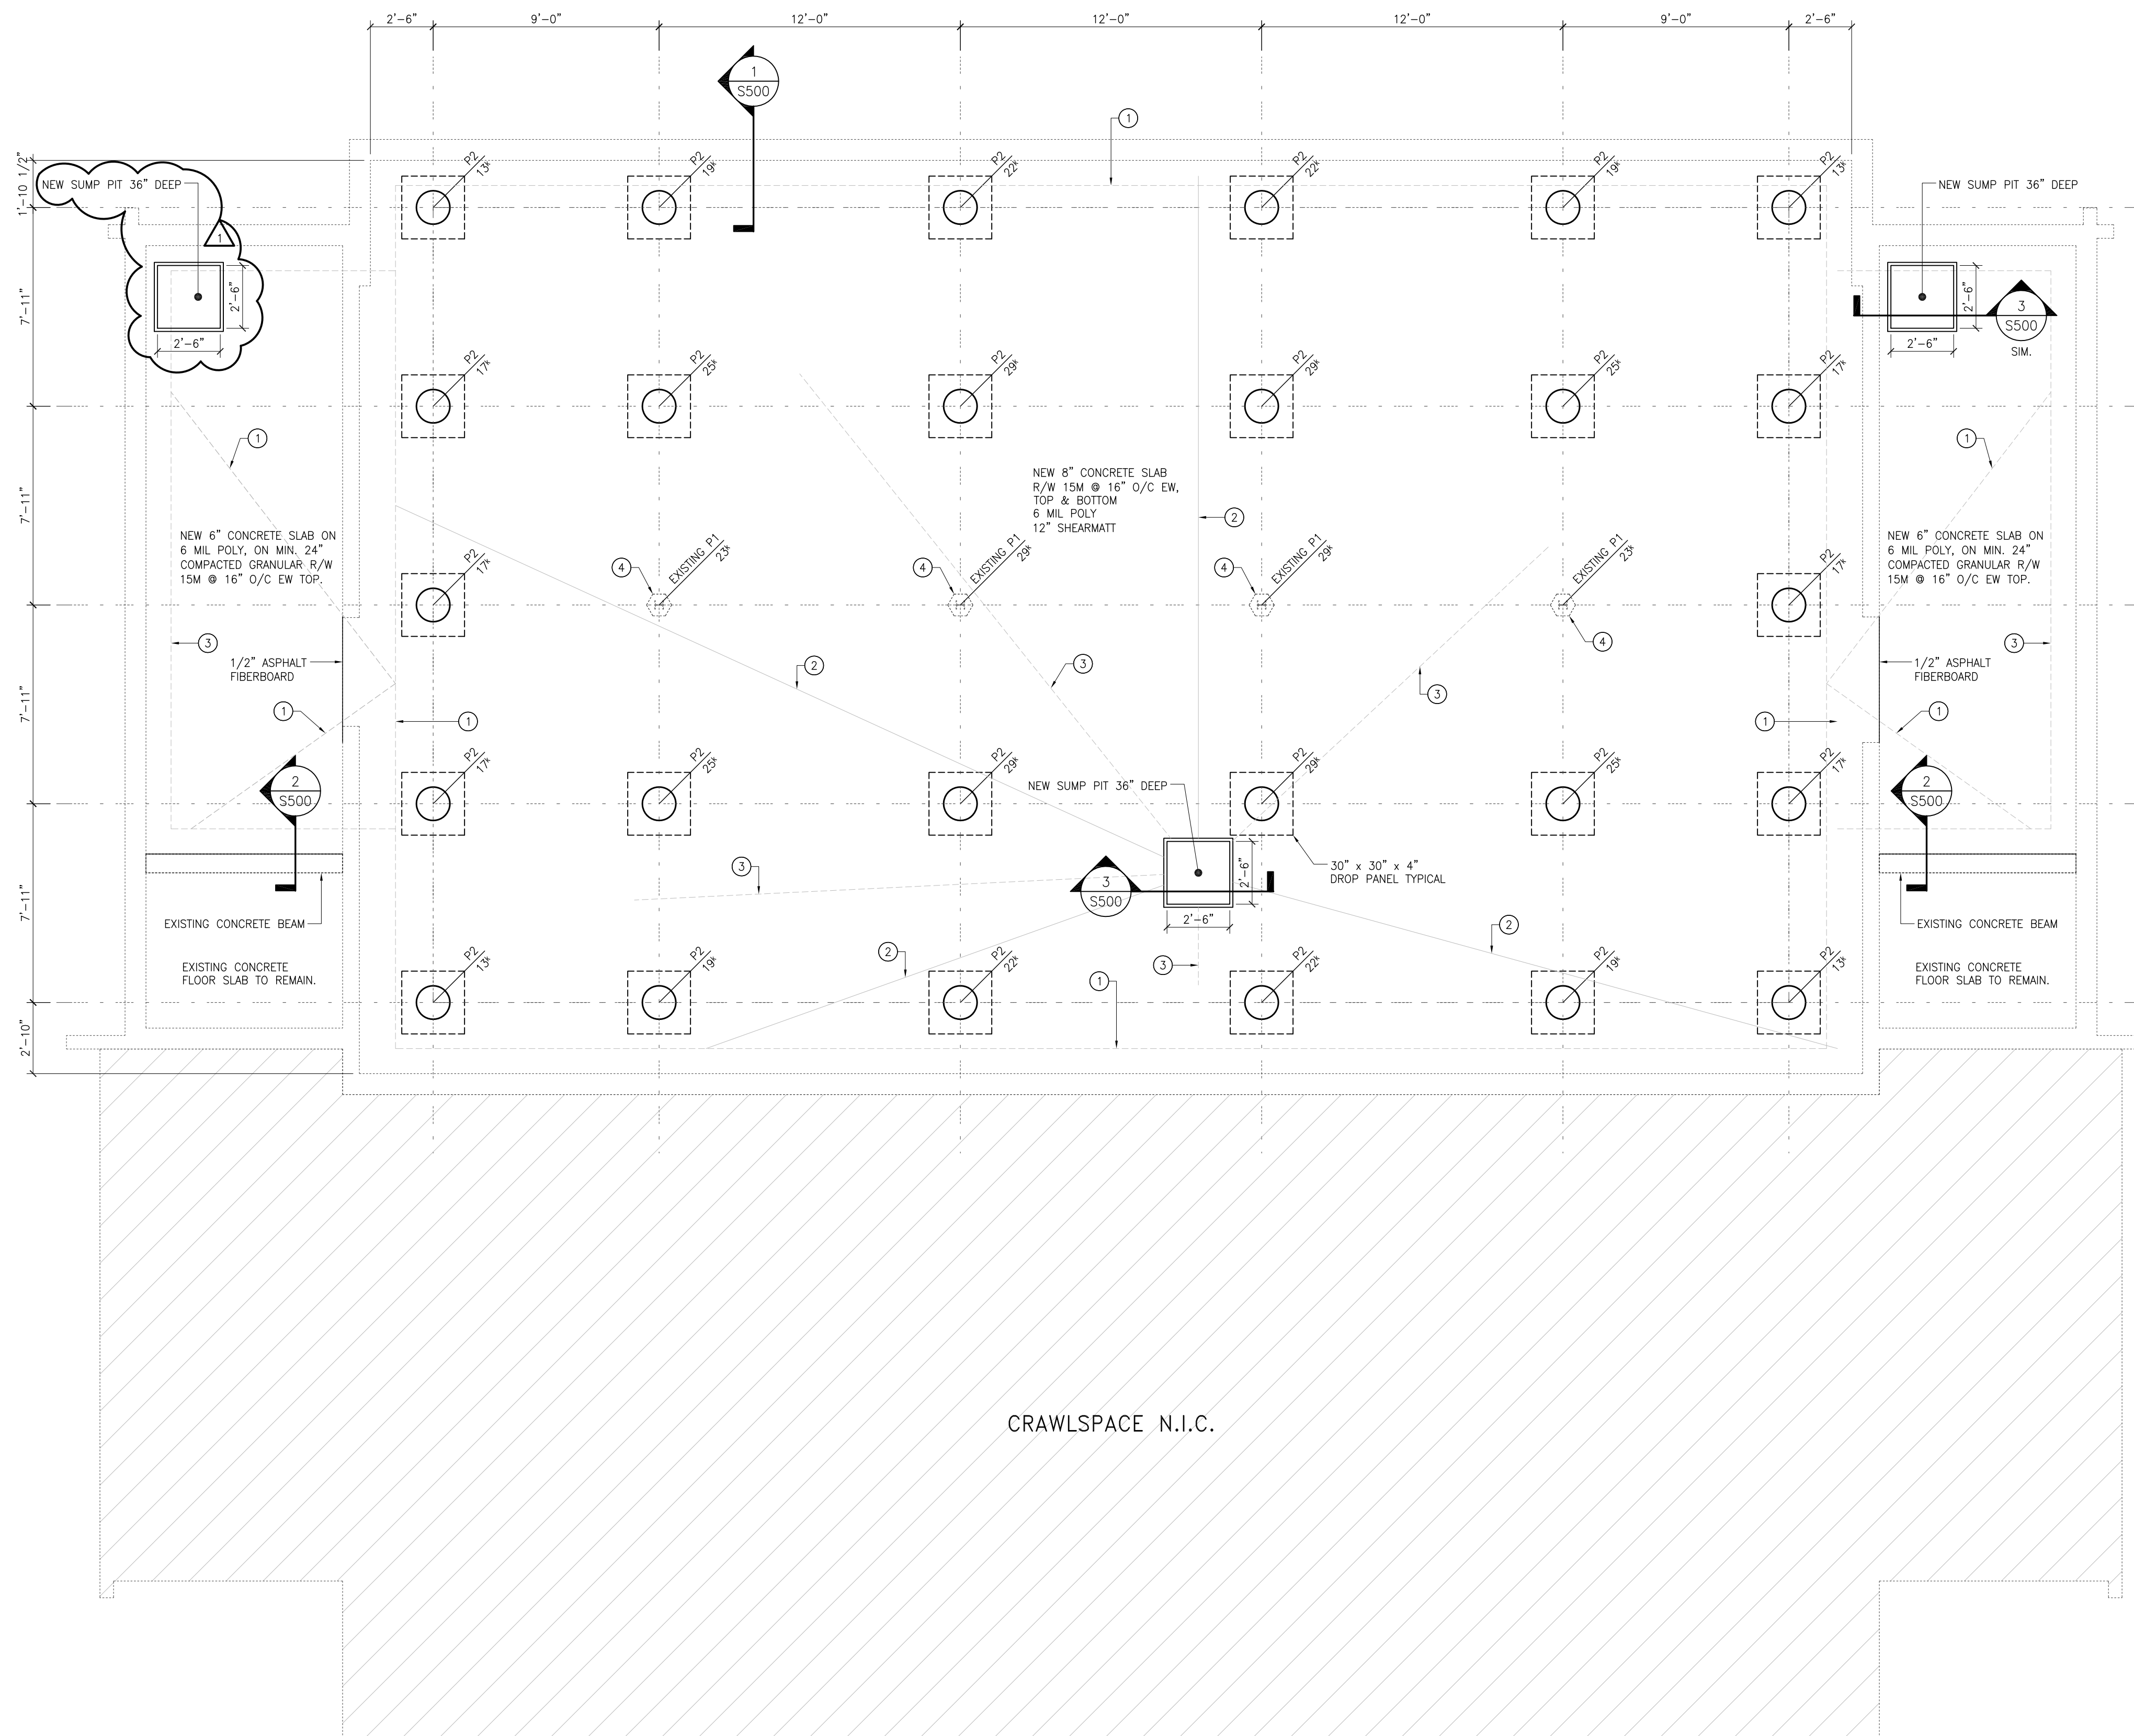 2'-6"
9'-0"
12'-0"
12'-0"
12'-0"
9'-0"
2'-6"
1
S500
1
1'-10 1/2"
NEW SUMP PIT 36" DEEP
P2
13k
P2
19k
P2
22k
P2
22k
P2
19k
P2
13k
NEW SUMP PIT 36" DEEP
1
2'-6"
2'-6"
2'-6"
2'-6"
3
S500
SIM.
7'-11"
P2
17k
P2
25k
P2
29k
P2
29k
P2
25k
P2
17k
1
1
NEW 8" CONCRETE SLAB
R/W 15M @ 16" O/C EW,
TOP & BOTTOM
6 MIL POLY
12" SHEARMATT
2
7'-11"
NEW 6" CONCRETE SLAB ON
6 MIL POLY, ON MIN. 24"
COMPACTED GRANULAR R/W
15M @ 16" O/C EW TOP.
NEW 6" CONCRETE SLAB ON
6 MIL POLY, ON MIN. 24"
COMPACTED GRANULAR R/W
15M @ 16" O/C EW TOP.
P2
17k
4
EXISTING P1
23k
4
EXISTING P1
29k
4
EXISTING P1
29k
EXISTING P1
23k
4
P2
17k
3
1/2" ASPHALT
FIBERBOARD
2
3
3
3
1/2" ASPHALT
FIBERBOARD
7'-11"
1
1
1
1
2
S500
P2
17k
P2
25k
P2
29k
NEW SUMP PIT 36" DEEP
P2
29k
P2
25k
P2
17k
2
S500
3
3
S500
2'-6"
2'-6"
30" x 30" x 4"
DROP PANEL TYPICAL
7'-11"
EXISTING CONCRETE BEAM
EXISTING CONCRETE BEAM
2
2
EXISTING CONCRETE
FLOOR SLAB TO REMAIN.
EXISTING CONCRETE
FLOOR SLAB TO REMAIN.
P2
13k
P2
19k
P2
22k
3
1
P2
22k
P2
19k
P2
13k
2'-10"
CRAWLSPACE N.I.C.